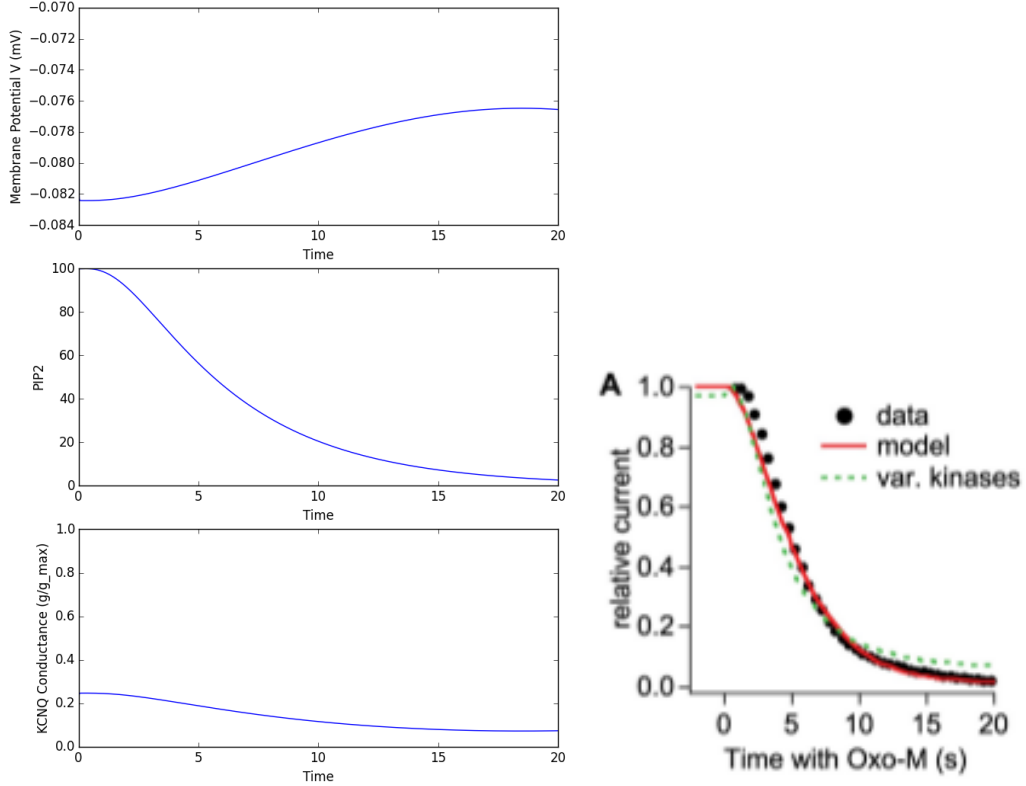 Membrane Potential V (mV)
−0.070
−0.072
−0.074
−0.076
−0.078
−0.080
−0.082
−0.084
0 5 10 15 20
Time
PIP2
100
80
60
40
20
0
0 5 10 15 20
Time
KCNQ Conductance (g/g_max)
1.0
0.8
0.6
0.4
0.2
0.0
0 5 10 15 20
Time
A
relative current
1.0
0.8
0.6
0.4
0.2
0.0
data
model
var. kinases
0 5 10 15 20
Time with Oxo-M (s)